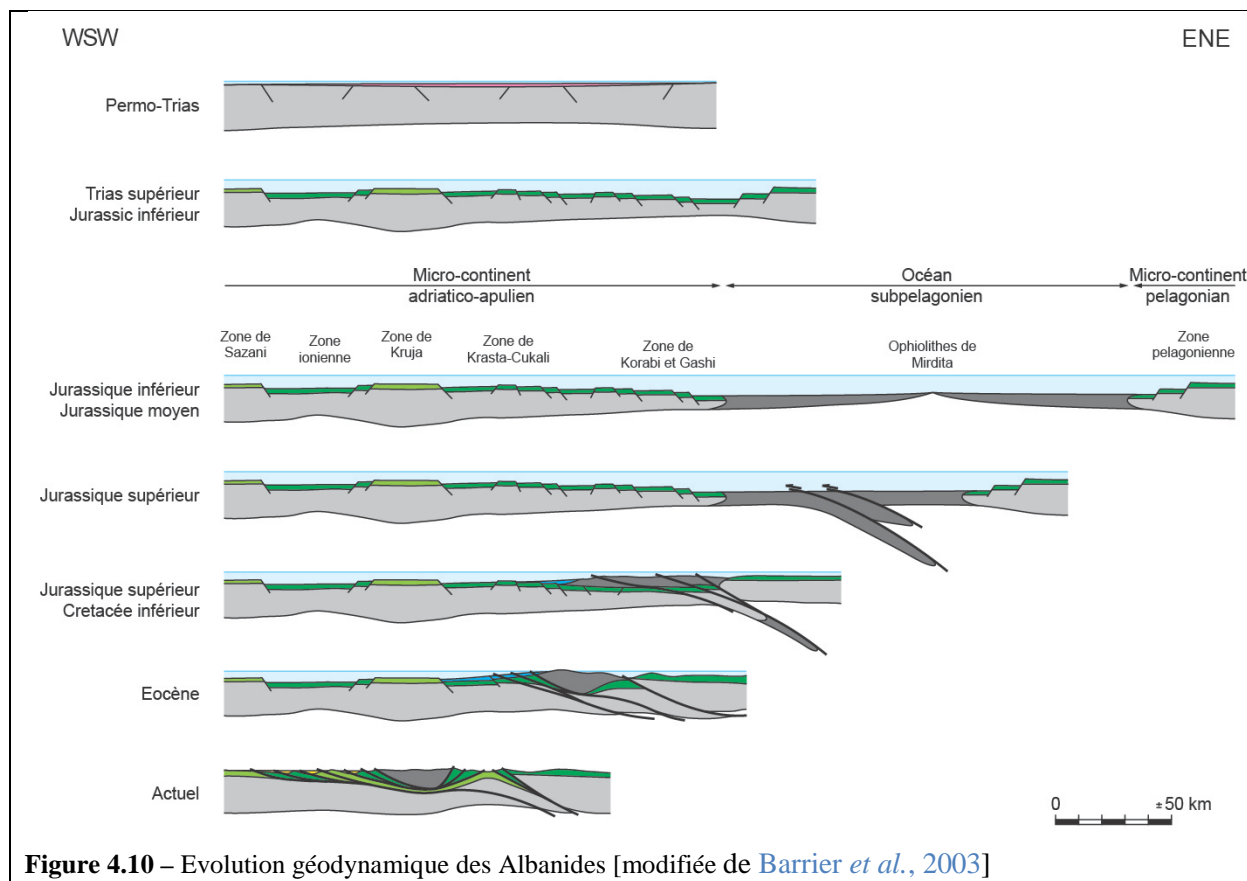 WSW
ENE
Permo-Trias
Trias supérieur
Jurassic inférieur
Micro-continent
adriatico-apulien
Océan
subpelagonien
Micro-continent
pelagonian
Zone de
Sazani
Zone
ionienne
Zone de
Kruja
Zone de
Krasta-Cukali
Zone de
Korabi et Gashi
Ophiolithes de
Mirdita
Zone
pelagonienne
Jurassique inférieur
Jurassique moyen
Jurassique supérieur
Jurassique supérieur
Cretacée inférieur
Eocène
Actuel
0 ±50 km
Figure 4.10 – Evolution géodynamique des Albanides [modifiée de Barrier et al., 2003]